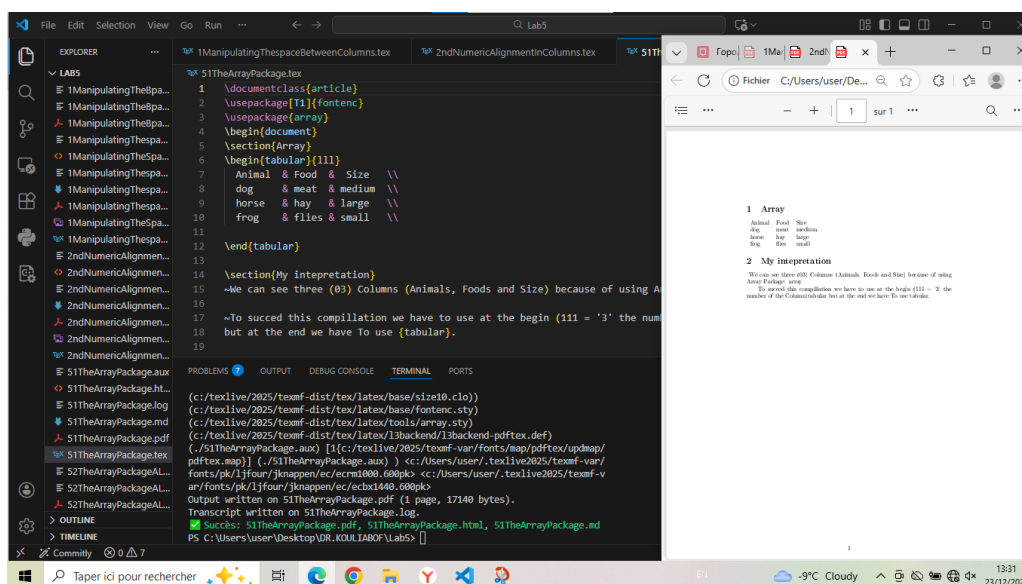 File Edit Selection View Go Run ··· Lab5
EXPLORER ···
LAB5
1ManipulatingTheBpa...
1ManipulatingTheBpa...
1ManipulatingTheBpa...
1ManipulatingThespa...
1ManipulatingTheSpa...
1ManipulatingThespa...
1ManipulatingThespa...
1ManipulatingThespa...
1ManipulatingTheSpa...
1ManipulatingThespa...
2ndNumericAlignmen...
2ndNumericAlignmen...
2ndNumericAlignmen...
2ndNumericAlignmen...
2ndNumericAlignmen...
2ndNumericAlignmen...
2ndNumericAlignmen...
51TheArrayPackage.aux
51TheArrayPackage.ht...
51TheArrayPackage.log
51TheArrayPackage.md
51TheArrayPackage.pdf
51TheArrayPackage.tex
52TheArrayPackageAL...
52TheArrayPackageAL...
52TheArrayPackageAL...
OUTLINE
TIMELINE
1ManipulatingThespaceBetweenColumns.tex 2ndNumericAlignmentInColumns.tex 51Th
51TheArrayPackage.tex
1 \documentclass{article}
2 \usepackage[T1]{fontenc}
3 \usepackage{array}
4 \begin{document}
5 \section{Array}
6 \begin{tabular}{lll}
7 Animal & Food & Size \\
8 dog & meat & medium \\
9 horse & hay & large \\
10 frog & flies & small \\
11
12 \end{tabular}
13
14 \section{My intepretation}
15 ~We can see three (03) Columns (Animals, Foods and Size) because of using A
16
17 ~To succed this compillation we have to use at the begin (111 = '3' the num
18 but at the end we have To use {tabular}.
19
PROBLEMS 7 OUTPUT DEBUG CONSOLE TERMINAL PORTS
(c:/texlive/2025/texmf-dist/tex/latex/base/size10.clo))
(c:/texlive/2025/texmf-dist/tex/latex/base/fontenc.sty)
(c:/texlive/2025/texmf-dist/tex/latex/tools/array.sty)
(c:/texlive/2025/texmf-dist/tex/latex/l3backend/l3backend-pdftex.def)
(./51TheArrayPackage.aux) [1{c:/texlive/2025/texmf-var/fonts/map/pdftex/updmap/
pdftex.map}] (./51TheArrayPackage.aux) ) <c:/Users/user/.texlive2025/texmf-var/
fonts/pk/ljfour/jknappen/ec/ecrm1000.600pk> <c:/Users/user/.texlive2025/texmf-v
ar/fonts/pk/ljfour/jknappen/ec/ecbx1440.600pk>
Output written on 51TheArrayPackage.pdf (1 page, 17140 bytes).
Transcript written on 51TheArrayPackage.log.
Succès: 51TheArrayPackage.pdf, 51TheArrayPackage.html, 51TheArrayPackage.md
PS C:\Users\user\Desktop\DR.KOULIABOF\Lab5>
Commitly 0 7
Горо 1Mar 2ndN
Fichier C:/Users/user/De...
1 sur 1
1 Array
Animal Food Size
dog meat medium
horse hay large
frog flies small
2 My intepretation
We can see three (03) Columns (Animals, Foods and Size) because of using
Array Package array
To succed this compillation we have to use at the begin (111 = '3' the
number of the Column)tabular but at the end we have To use tabular.
1
Taper ici pour rechercher
EN
-9°C Cloudy
13:31